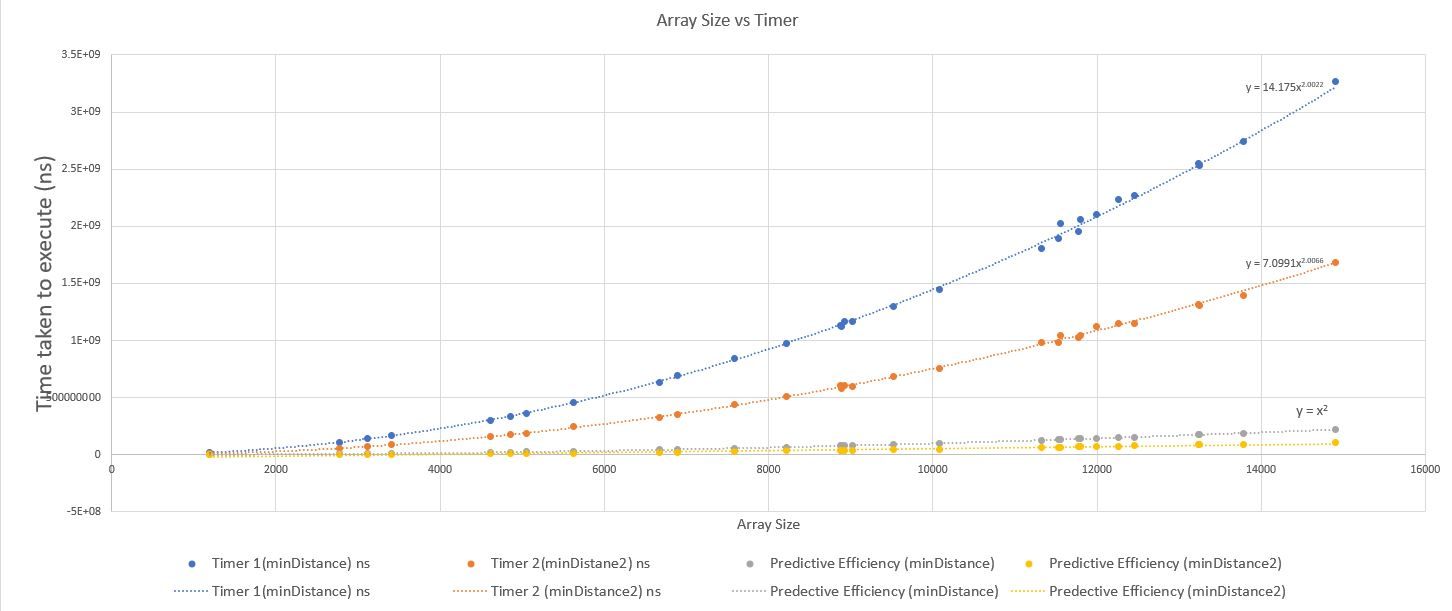 Array Size vs Timer
3.5E+09
3E+09
2.5E+09
2E+09
1.5E+09
1E+09
500000000
0
-5E+08
Time taken to execute (ns)
y = 14.175x^2.0022
y = 7.0991x^2.0066
y = x²
0 2000 4000 6000 8000 10000 12000 14000 16000
Array Size
Timer 1(minDistance) ns Timer 2(minDistane2) ns Predictive Efficiency (minDistance) Predictive Efficiency (minDistance2)
Timer 1(minDistance) ns Timer 2 (minDistance2) ns Predective Efficiency (minDistance) Predective Efficiency (minDistance2)